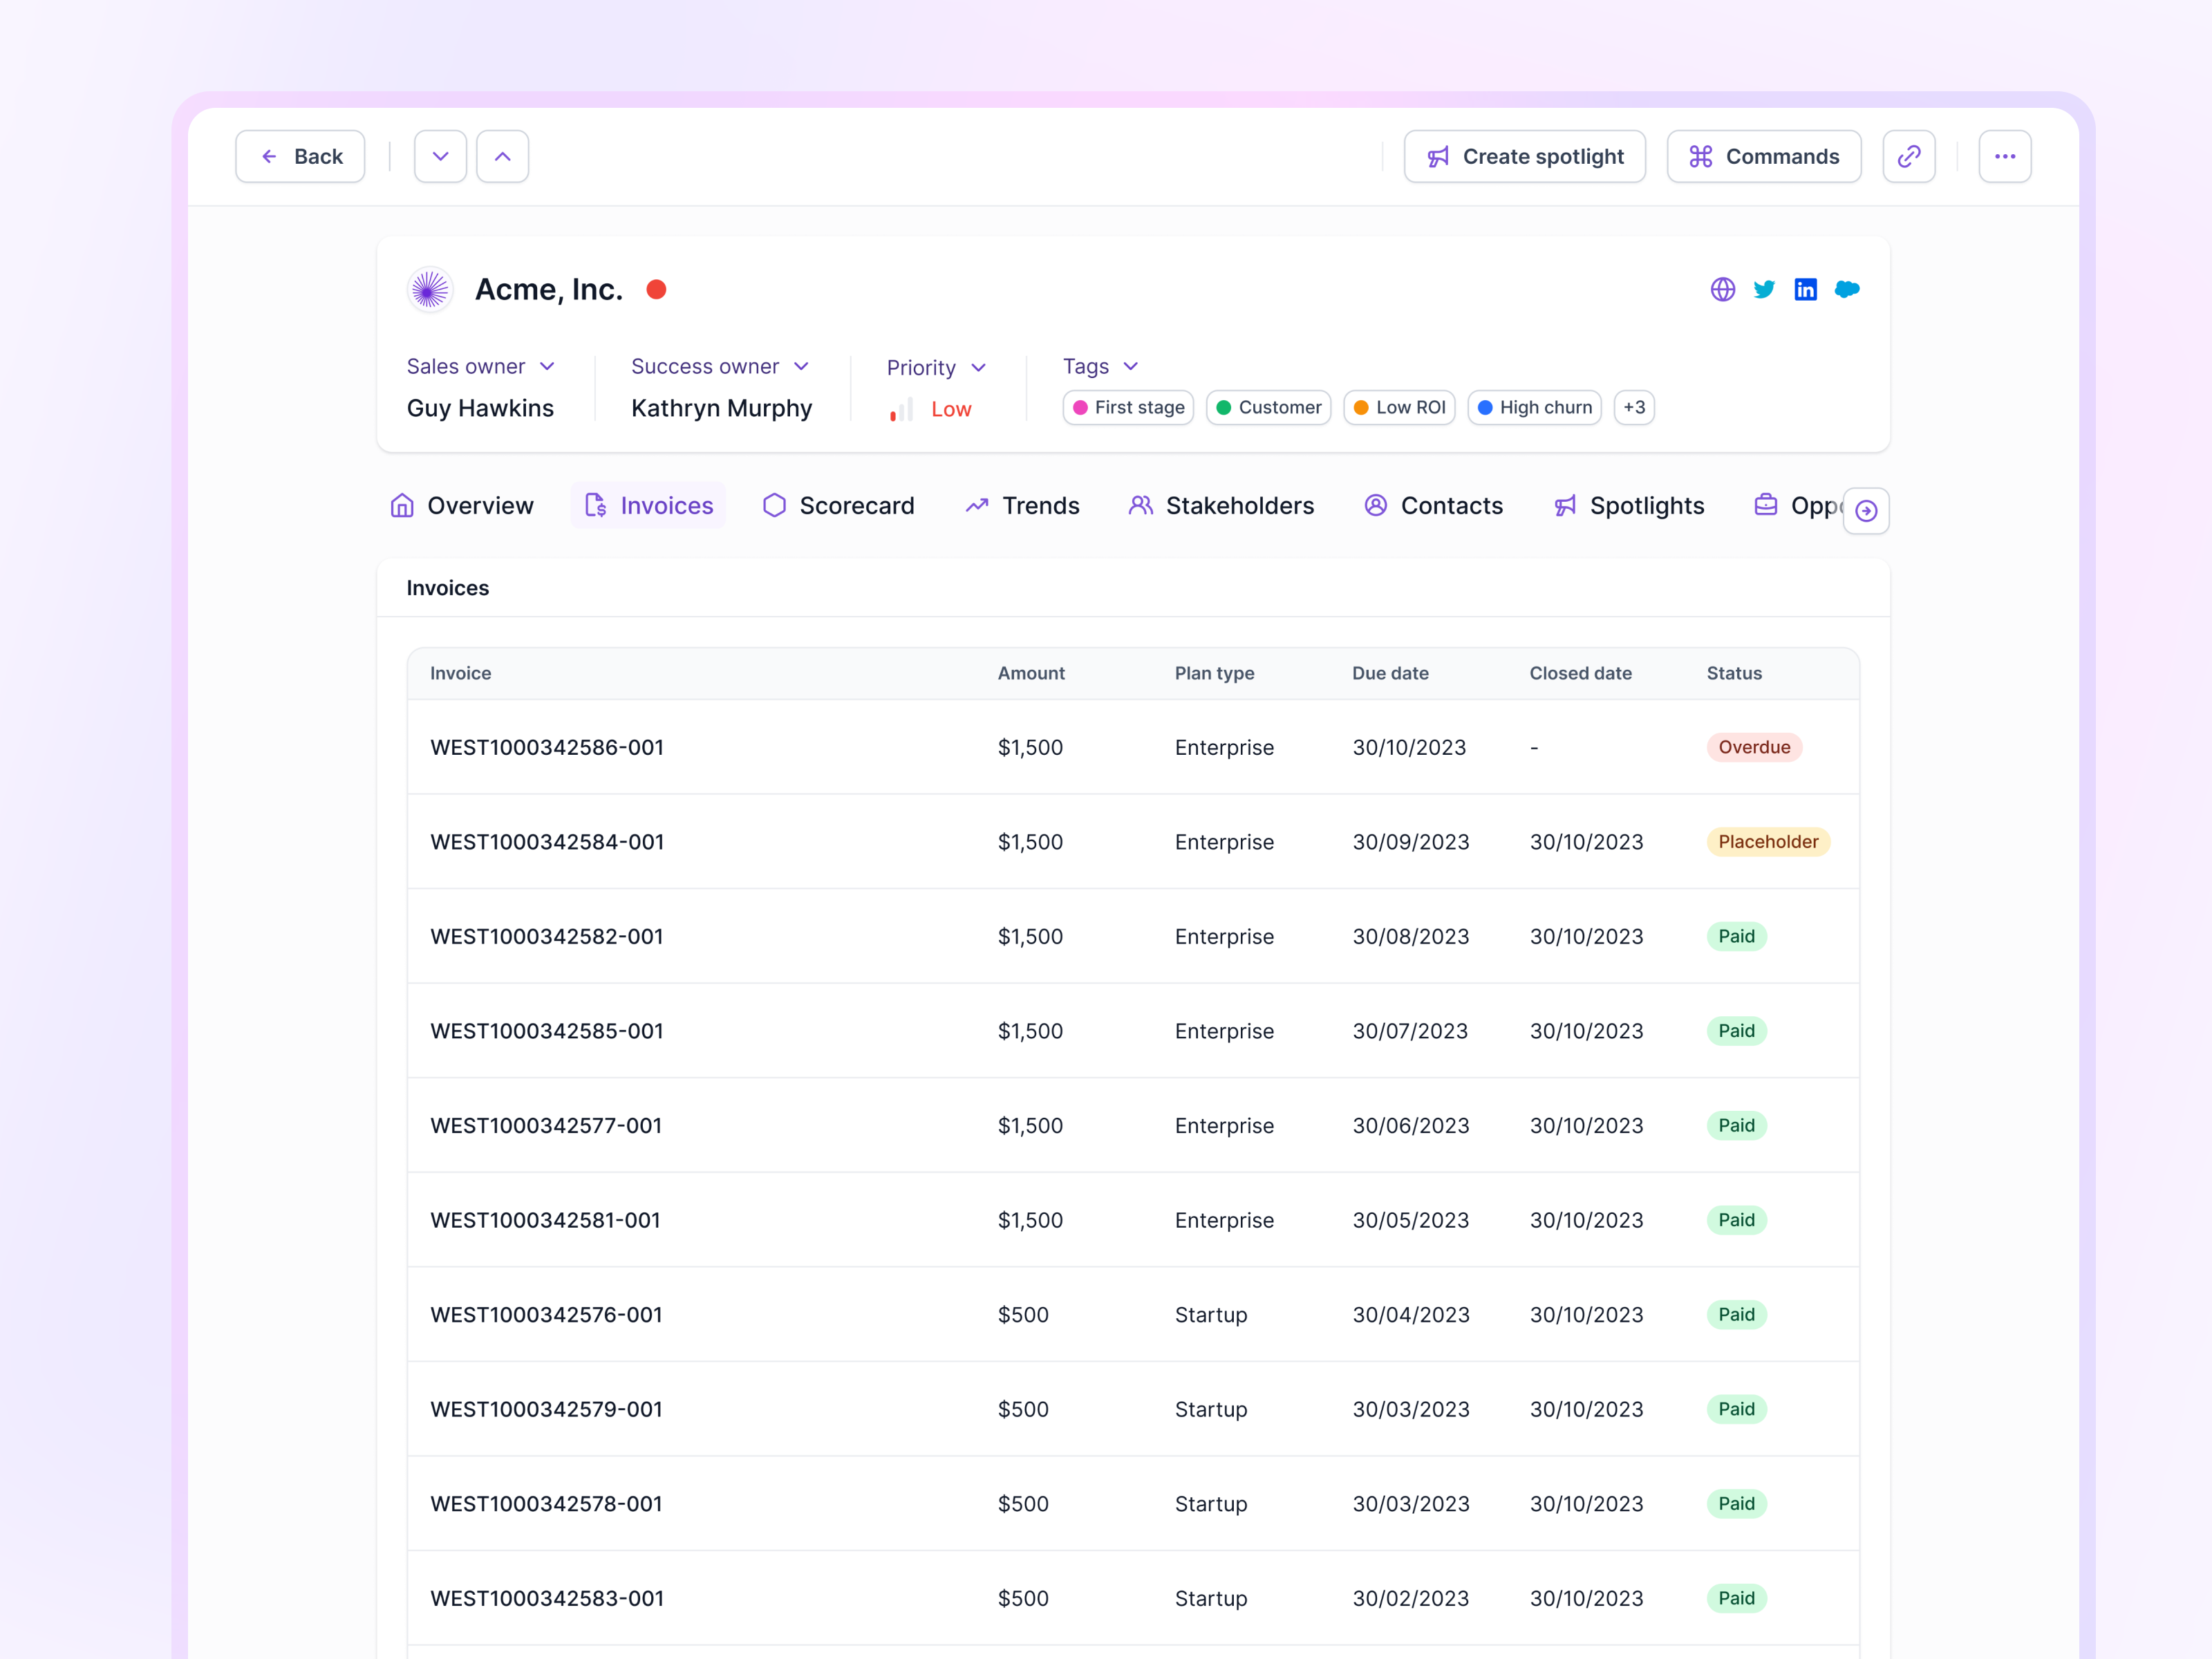 Back
Create spotlight Commands
Acme, Inc.
in
Sales owner Success owner Priority Tags
Guy Hawkins Kathryn Murphy Low First stage Customer Low ROI High churn +3
Overview Invoices Scorecard Trends Stakeholders Contacts Spotlights Oppo
Invoices
Invoice Amount Plan type Due date Closed date Status
WEST1000342586-001 $1,500 Enterprise 30/10/2023 - Overdue
WEST1000342584-001 $1,500 Enterprise 30/09/2023 30/10/2023 Placeholder
WEST1000342582-001 $1,500 Enterprise 30/08/2023 30/10/2023 Paid
WEST1000342585-001 $1,500 Enterprise 30/07/2023 30/10/2023 Paid
WEST1000342577-001 $1,500 Enterprise 30/06/2023 30/10/2023 Paid
WEST1000342581-001 $1,500 Enterprise 30/05/2023 30/10/2023 Paid
WEST1000342576-001 $500 Startup 30/04/2023 30/10/2023 Paid
WEST1000342579-001 $500 Startup 30/03/2023 30/10/2023 Paid
WEST1000342578-001 $500 Startup 30/03/2023 30/10/2023 Paid
WEST1000342583-001 $500 Startup 30/02/2023 30/10/2023 Paid